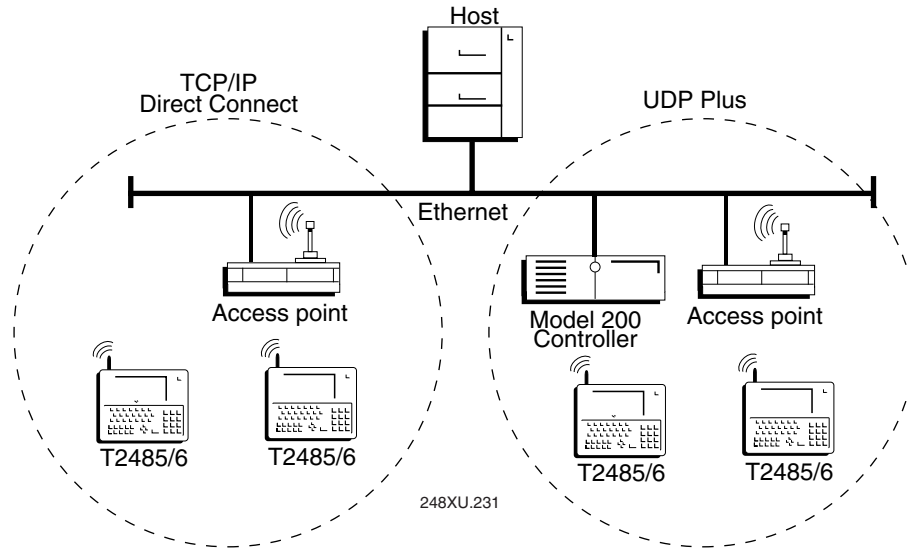 Host
TCP/IP
Direct Connect
UDP Plus
Ethernet
Access point
Model 200
Controller
Access point
T2485/6
T2485/6
T2485/6
T2485/6
248XU.231